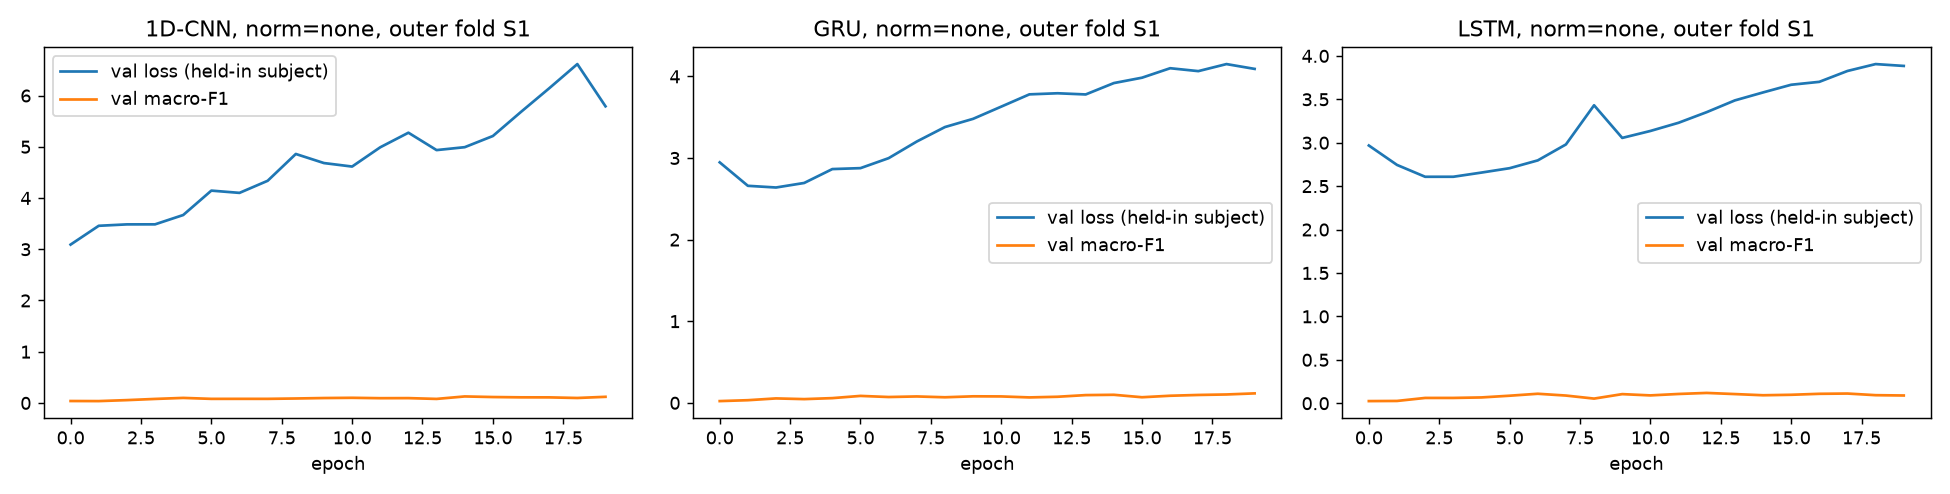 1D-CNN, norm=none, outer fold S1
val loss (held-in subject)
val macro-F1
6
5
4
3
2
1
0
0.0 2.5 5.0 7.5 10.0 12.5 15.0 17.5
epoch
GRU, norm=none, outer fold S1
4
3
2
1
0
val loss (held-in subject)
val macro-F1
0.0 2.5 5.0 7.5 10.0 12.5 15.0 17.5
epoch
LSTM, norm=none, outer fold S1
4.0
3.5
3.0
2.5
2.0
1.5
1.0
0.5
0.0
val loss (held-in subject)
val macro-F1
0.0 2.5 5.0 7.5 10.0 12.5 15.0 17.5
epoch